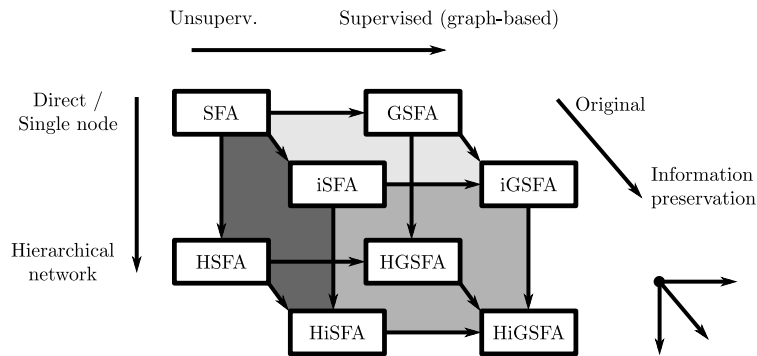 Unsuperv.
Supervised (graph-based)
Direct /
Single node
SFA
GSFA
Original
iSFA
iGSFA
Information
preservation
Hierarchical
network
HSFA
HGSFA
HiSFA
HiGSFA